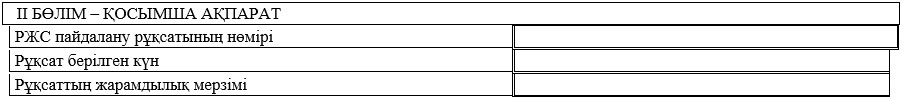 II БӨЛІМ – ҚОСЫМША АҚПАРАТ
РЖС пайдалану рұқсатының нөмірі
Рұқсат берілген күн
Рұқсаттың жарамдылық мерзімі